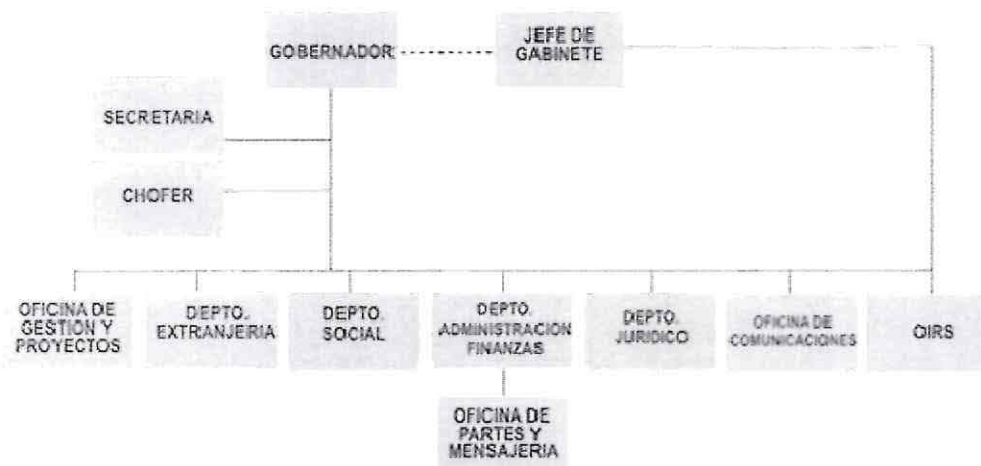 GOBERNADOR
JEFE DE
GABINETE
SECRETARIA
CHOFER
OFICINA DE
GESTION Y
PROYECTOS
DEPTO.
EXTRANJERIA
DEPTO.
SOCIAL
DEPTO.
ADMINISTRACION
FINANZAS
DEPTO.
JURIDICO
OFICINA DE
COMUNICACIONES
OIRS
OFICINA DE
PARTES Y
MENSAJERIA